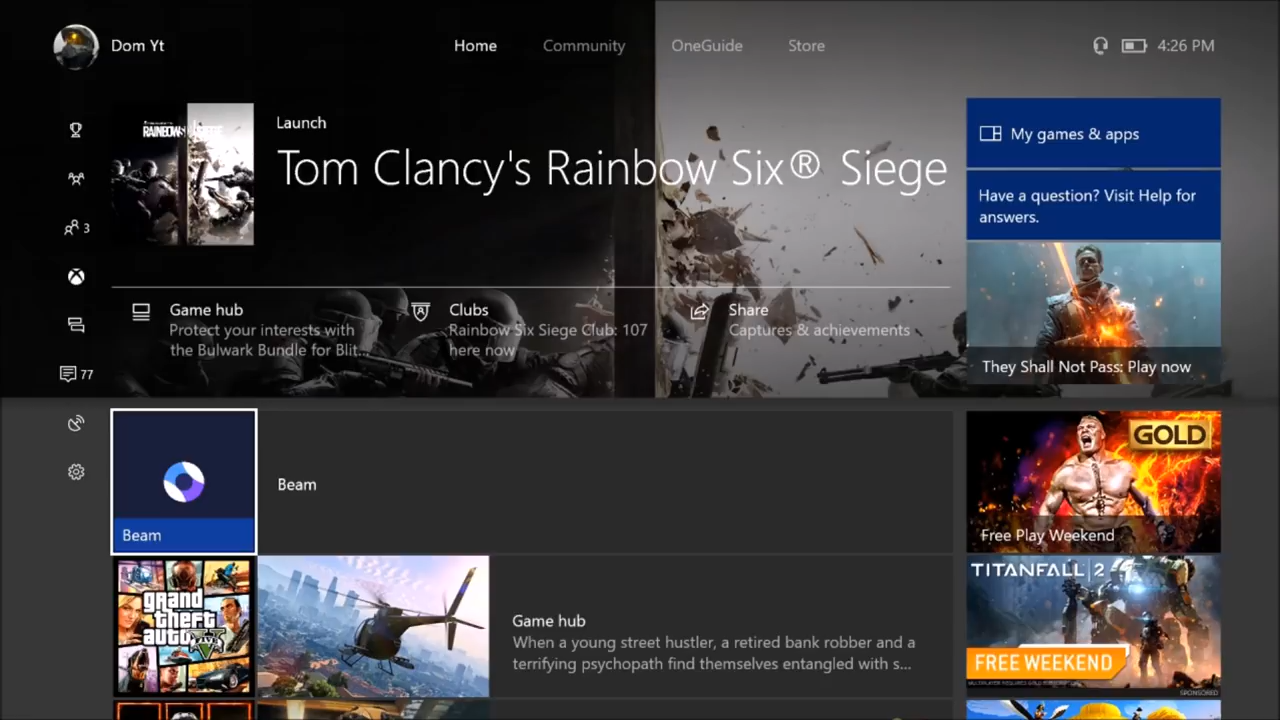 Dom Yt
Home
Community
OneGuide
Store
4:26 PM
RAINBOW SIEGE
Launch
Tom Clancy's Rainbow Six® Siege
My games & apps
Have a question? Visit Help for
answers.
3
Game hub
Protect your interests with
the Bulwark Bundle for Blit...
Clubs
Rainbow Six Siege Club: 107
here now
Share
Captures & achievements
They Shall Not Pass: Play now
77
Beam
Beam
GOLD
Free Play Weekend
grand
theft
auto
V
Game hub
When a young street hustler, a retired bank robber and a
terrifying psychopath find themselves entangled with s...
TITANFALL 2
FREE WEEKEND
SPONSORED